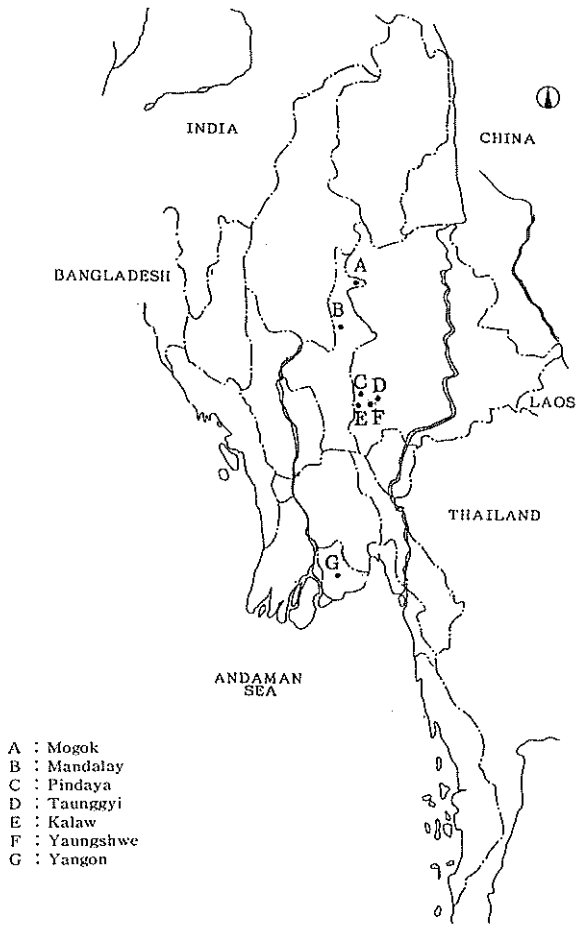 INDIA
CHINA
BANGLADESH
A
B
C D
E F
LAOS
THAILAND
G
ANDAMAN
SEA
A : Mogok
B : Mandalay
C : Pindaya
D : Taunggyi
E : Kalaw
F : Yaungshwe
G : Yangon